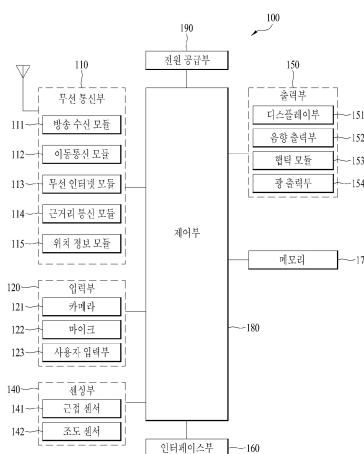 100
190
전원 공급부
110
무선 통신부
111 방송 수신 모듈
112 이동통신 모듈
113 무선 인터넷 모듈
114 근거리 통신 모듈
115 위치 정보 모듈
120 입력부
121 카메라
122 마이크
123 사용자 입력부
140 센싱부
141 근접 센서
142 조도 센서
제어부
180
150
출력부
디스플레이부 151
음향 출력부 152
햅틱 모듈 153
광 출력부 154
메모리 17
인터페이스부 160